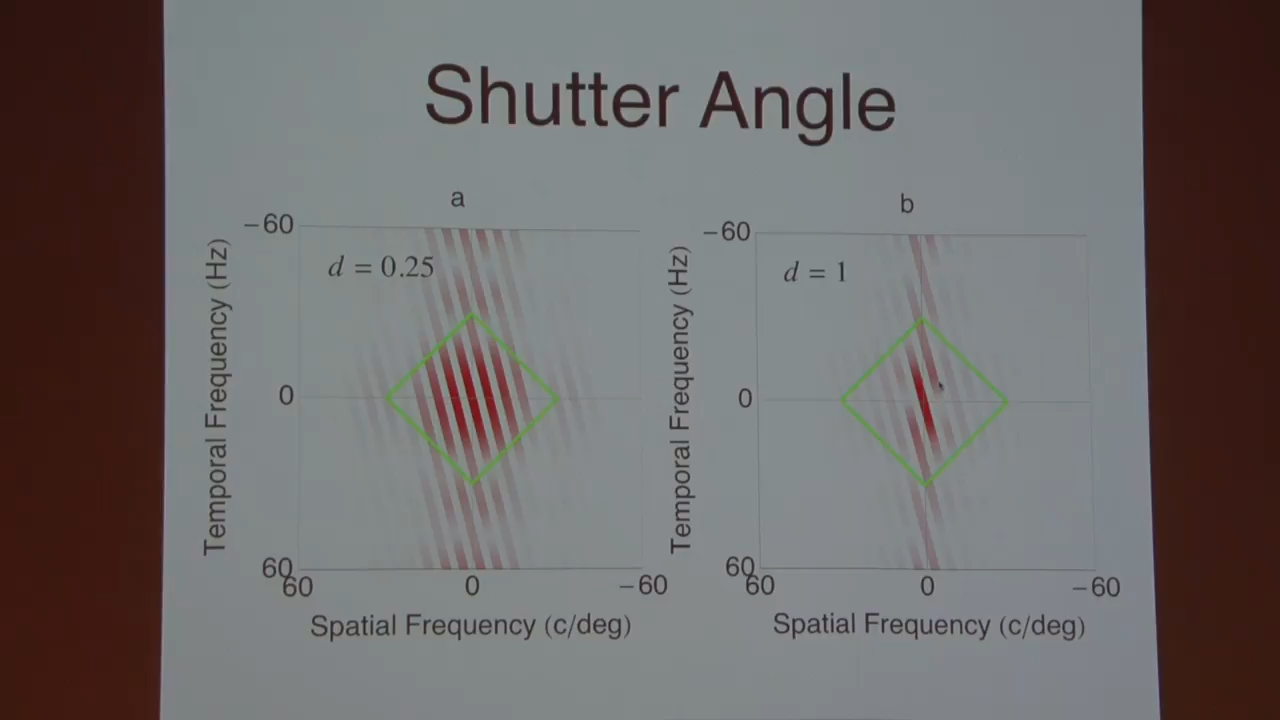 Shutter Angle
a
b
−60
d = 0.25
0
60
60
0
−60
Temporal Frequency (Hz)
Spatial Frequency (c/deg)
−60
d = 1
0
60
60
0
−60
Temporal Frequency (Hz)
Spatial Frequency (c/deg)